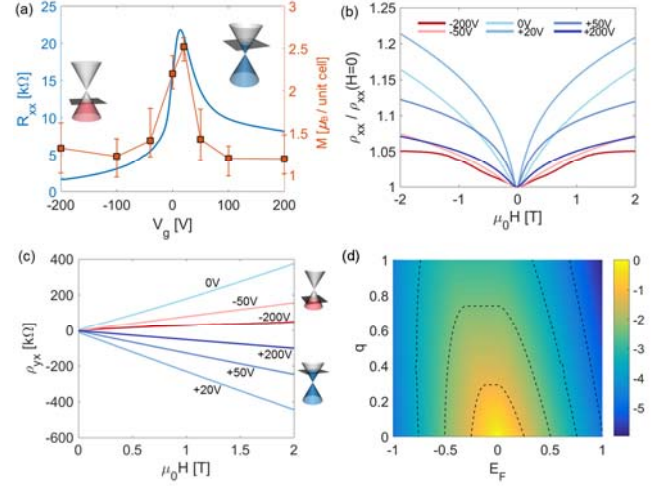 (a)
R_xx [kΩ]
25
20
15
10
5
0
-200 -100 0 100 200
V_g [V]
3
2.5
2
1.5
1
M [μ_B / unit cell]
(b)
ρ_xx / ρ_xx(H=0)
-200V 0V +50V
-50V +20V +200V
1.25
1.2
1.15
1.1
1.05
1
-2 -1 0 1 2
μ₀H [T]
(c)
ρ_yx [kΩ]
400
200
0
-200
-400
-600
0V
-50V
-200V
+200V
+50V
+20V
0 0.5 1 1.5 2
μ₀H [T]
(d)
q
1
0.8
0.6
0.4
0.2
0
-1 -0.5 0 0.5 1
E_F
0
-1
-2
-3
-4
-5